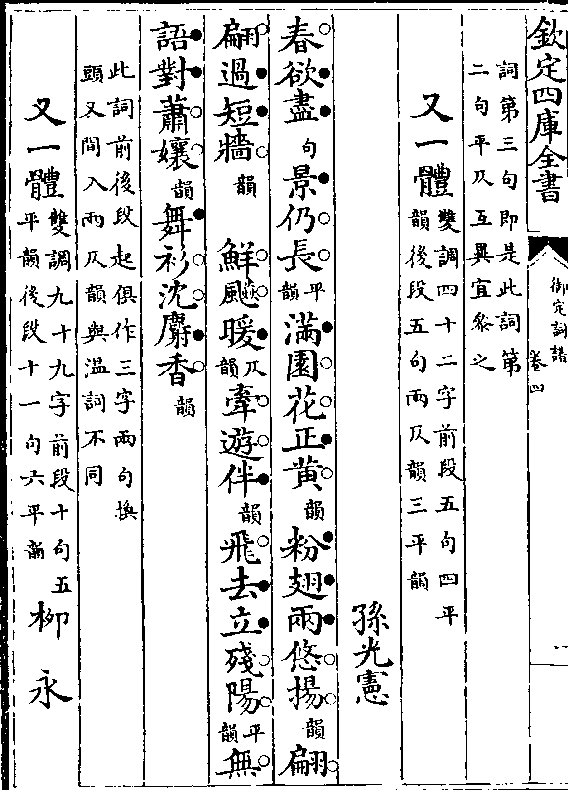 欽定四庫全書
御定詞譜
卷四
詞第三句即是此詞第
二句平仄互異宜叅之
又一體 雙調四十二字前段五句四平
韻後段五句兩仄韻三平韻
孫光憲
春欲盡句景仍長平韻滿園花正黃韻粉翅兩悠揚韻翩
翩過短牆韻 鮮飈暖仄韻牽遊伴韻飛去立殘陽平韻無
語對蕭孃韻舞衫沈麝香韻
此詞前後段起俱作三字兩句換
頭又間入兩仄韻與温詞不同
又一體 雙調九十九字前段十句五
平韻後段十一句六平韻
柳永